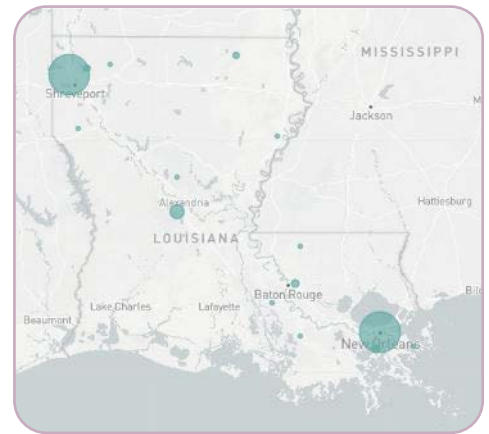 MISSISSIPPI
Shreveport
Jackson
Hattiesburg
Alexandria
LOUISIANA
Baton Rouge
Lake Charles
Lafayette
Beaumont
New Orleans